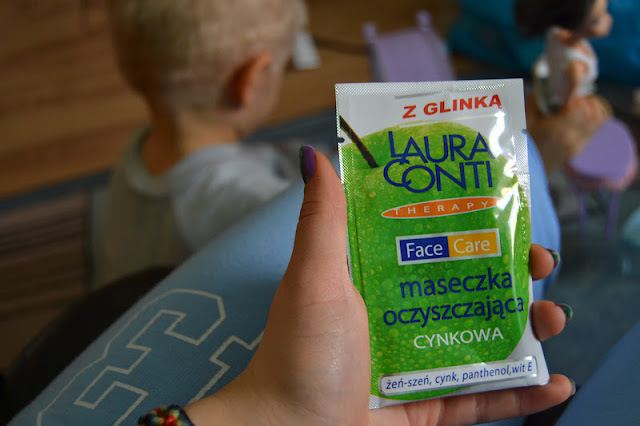 Z GLINKĄ
LAURA
CONTI
THERAPY
Face Care
maseczka
oczyszczająca
CYNKOWA
żeń-szeń, cynk, panthenol, wit E